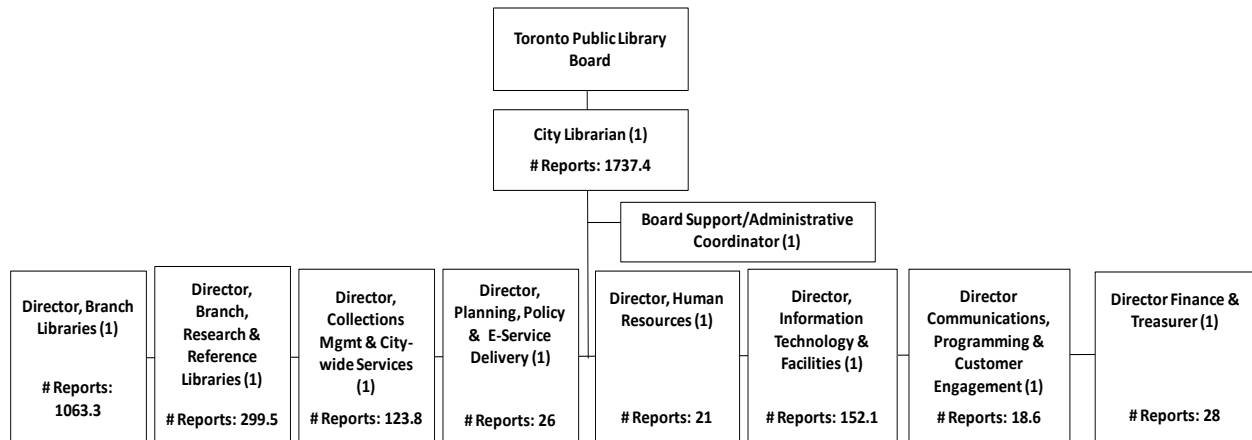 Toronto Public Library
Board
City Librarian (1)
# Reports: 1737.4
Board Support/Administrative
Coordinator (1)
Director, Branch
Libraries (1)
# Reports:
1063.3
Director,
Branch,
Research &
Reference
Libraries (1)
# Reports: 299.5
Director,
Collections
Mgmt & City-
wide Services
(1)
# Reports: 123.8
Director,
Planning, Policy
& E-Service
Delivery (1)
# Reports: 26
Director, Human
Resources (1)
# Reports: 21
Director,
Information
Technology &
Facilities (1)
# Reports: 152.1
Director
Communications,
Programming &
Customer
Engagement (1)
# Reports: 18.6
Director Finance &
Treasurer (1)
# Reports: 28